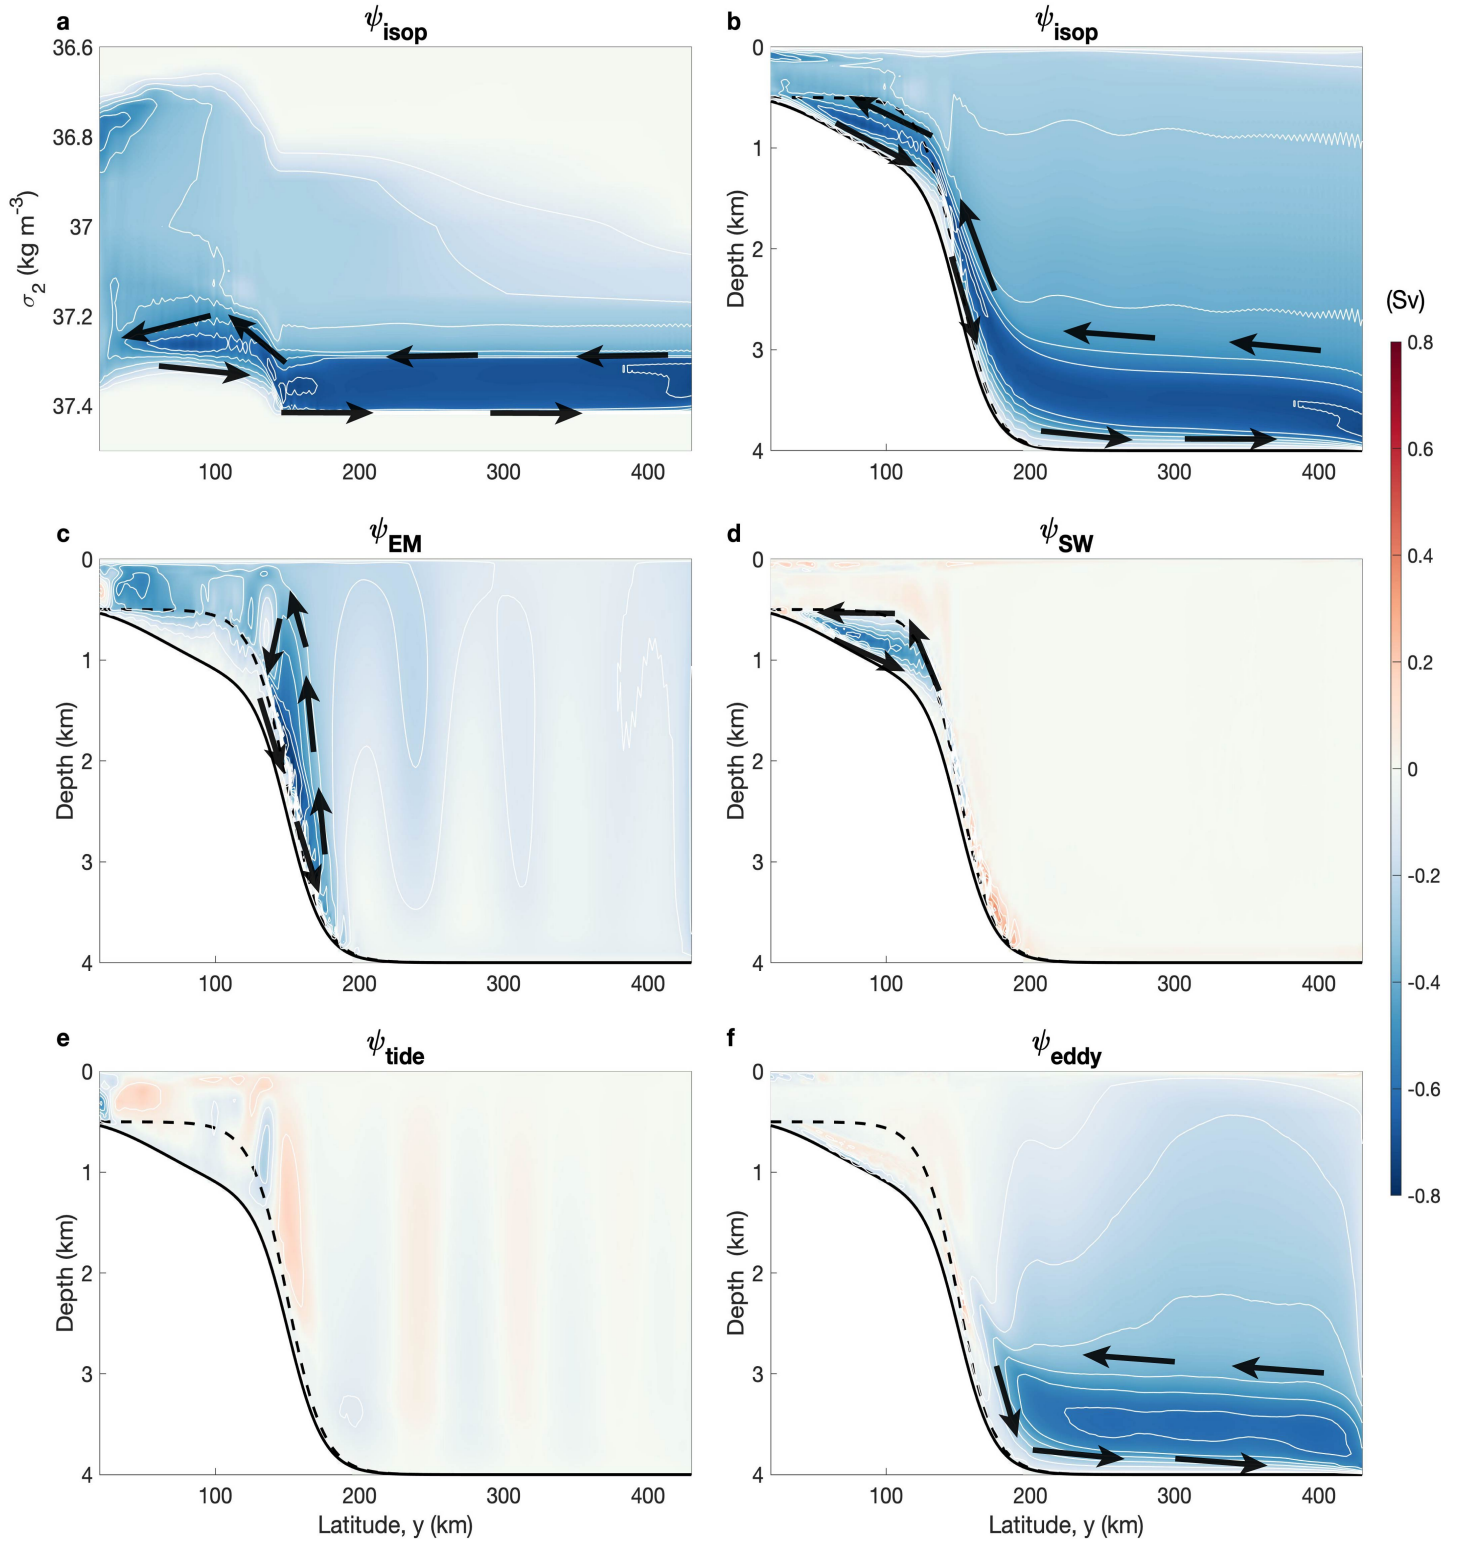 a
ψisop
36.6
36.8
37
37.2
37.4
σ2 (kg m-3)
100 200 300 400
b
ψisop
0
1
2
3
4
Depth (km)
100 200 300 400
(Sv)
0.8
0.6
0.4
0.2
0
-0.2
-0.4
-0.6
-0.8
c
ψEM
0
1
2
3
4
Depth (km)
100 200 300 400
d
ψSW
0
1
2
3
4
Depth (km)
100 200 300 400
e
ψtide
0
1
2
3
4
Depth (km)
100 200 300 400
Latitude, y (km)
f
ψeddy
0
1
2
3
4
Depth (km)
100 200 300 400
Latitude, y (km)